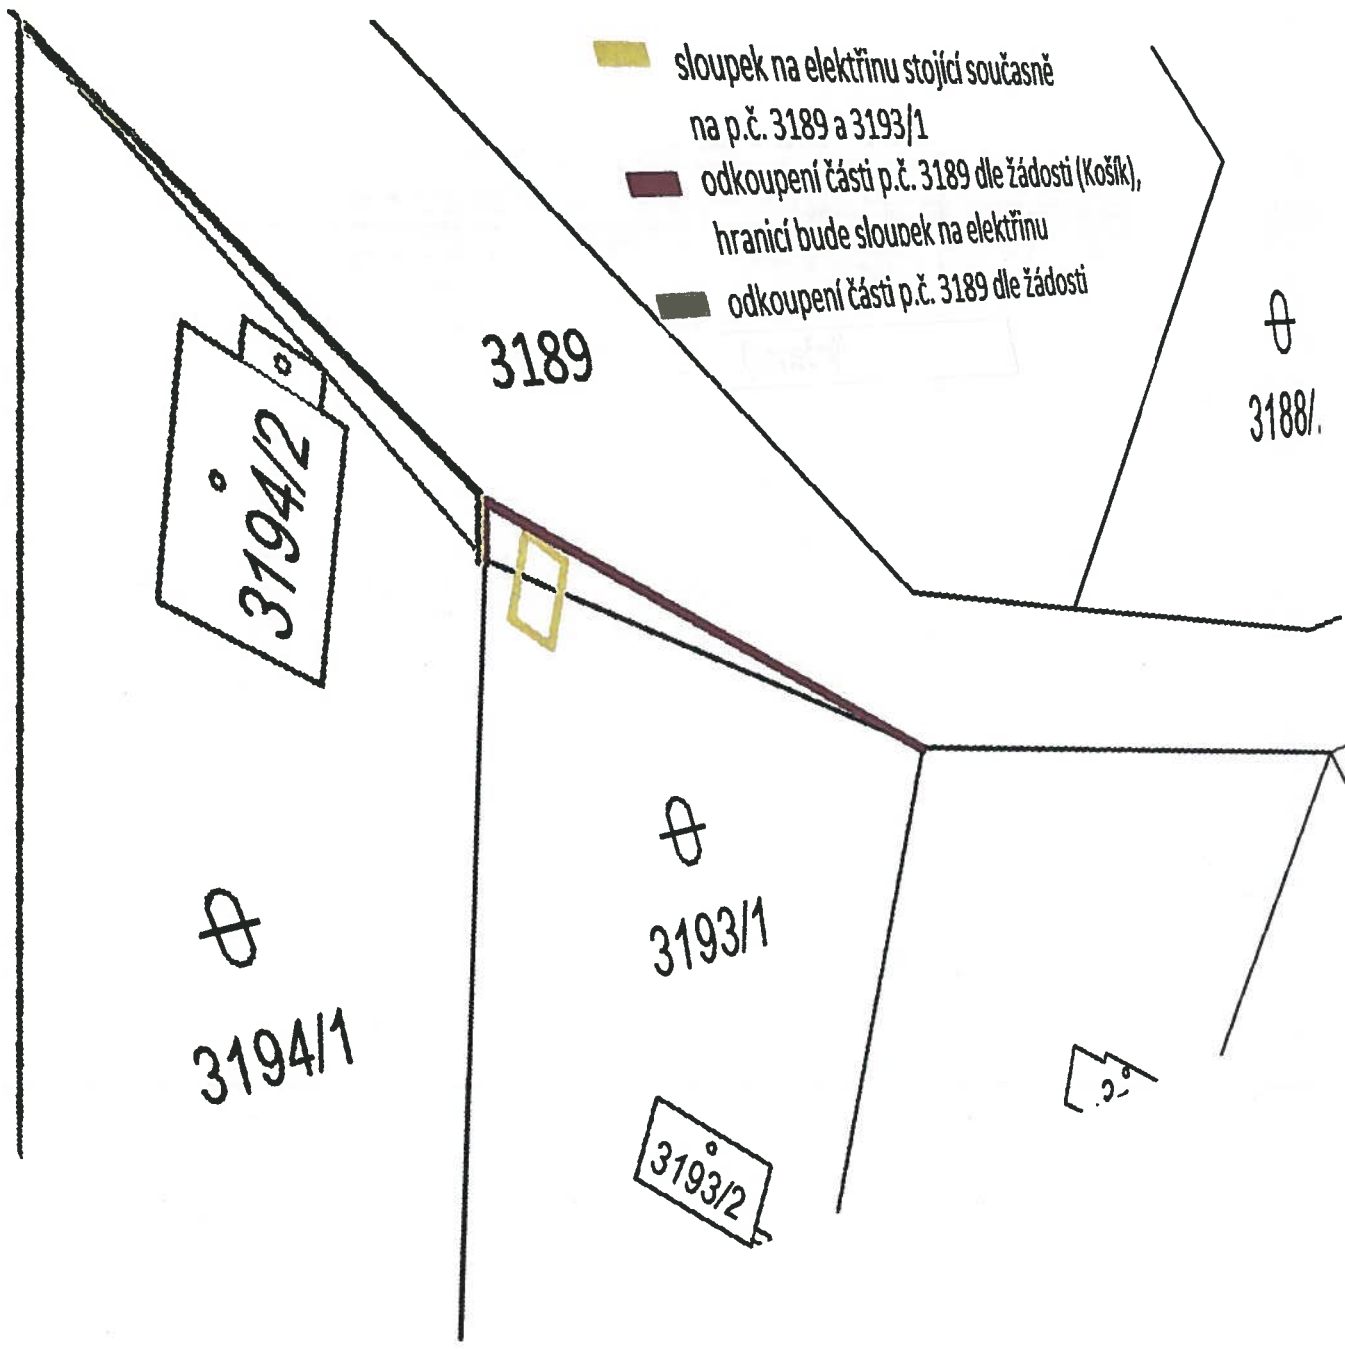 sloupek na elektřinu stojící současně
na p.č. 3189 a 3193/1
odkoupení části p.č. 3189 dle žádosti (Košík),
hranicí bude sloupek na elektřinu
odkoupení části p.č. 3189 dle žádosti
3189
3188/.
3194/2
3193/1
3194/1
3193/2